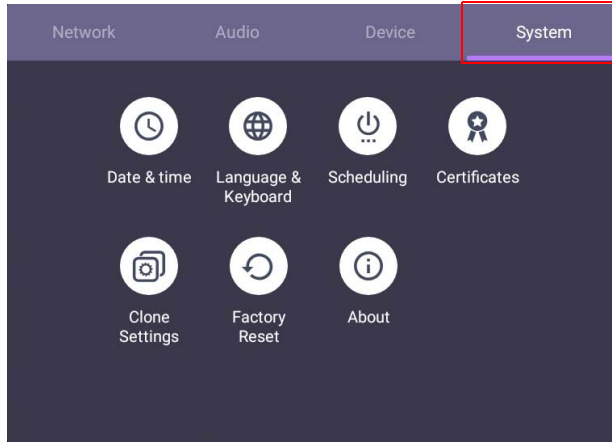 Network Audio Device System
Date & time Language & Keyboard Scheduling Certificates
Clone Settings Factory Reset About